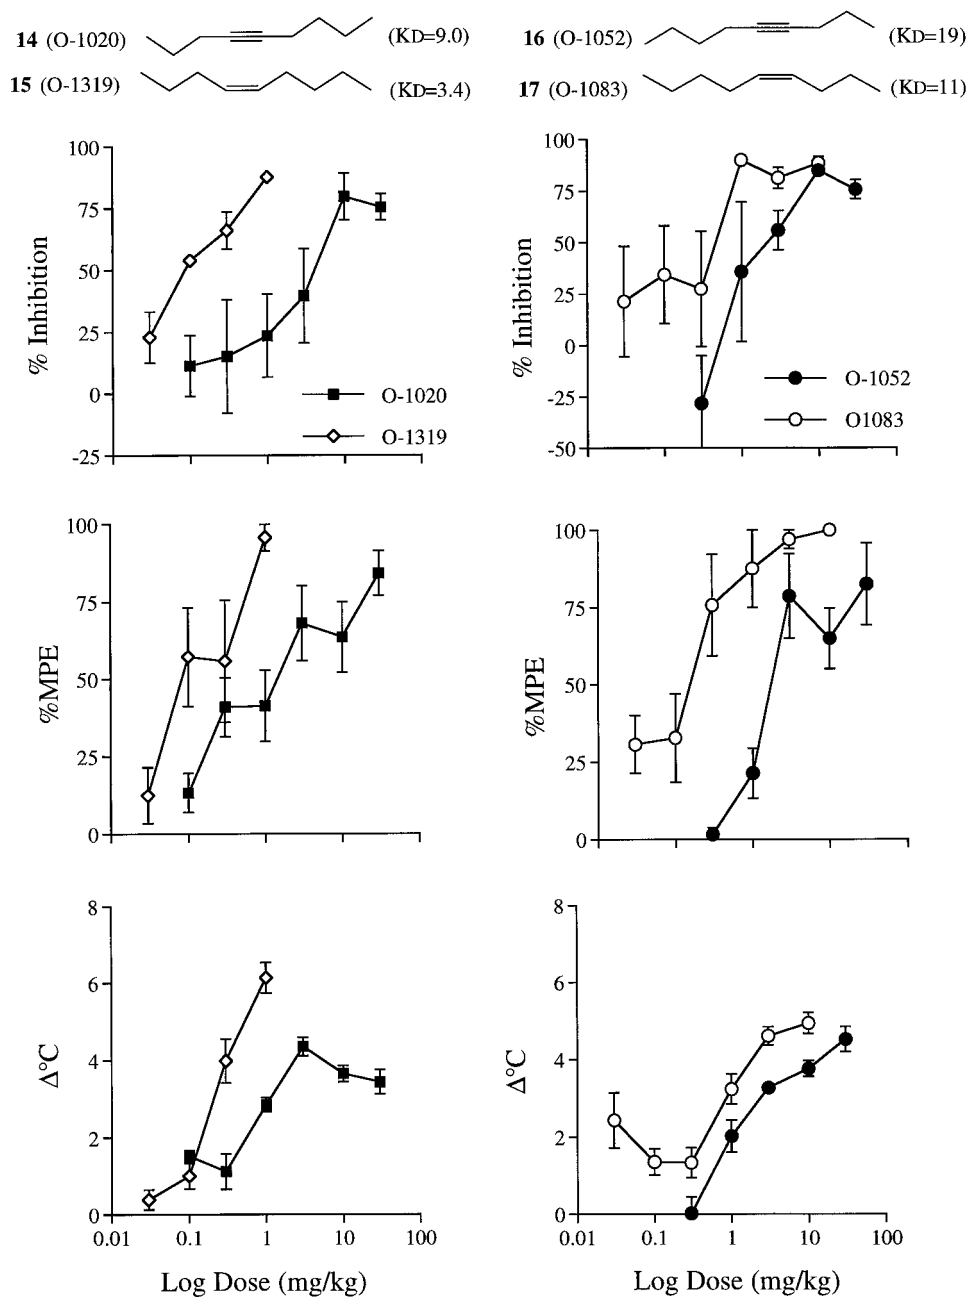 14 (O-1020) (KD=9.0) 16 (O-1052) (KD=19)
15 (O-1319) (KD=3.4) 17 (O-1083) (KD=11)
100
75
50
25
0
-25
% Inhibition
O-1020
O-1319
100
75
50
25
0
-25
-50
% Inhibition
O-1052
O1083
100
75
50
25
0
%MPE
100
75
50
25
0
%MPE
8
6
4
2
0
Δ°C
0.01 0.1 1 10 100
Log Dose (mg/kg)
8
6
4
2
0
Δ°C
0.01 0.1 1 10 100
Log Dose (mg/kg)